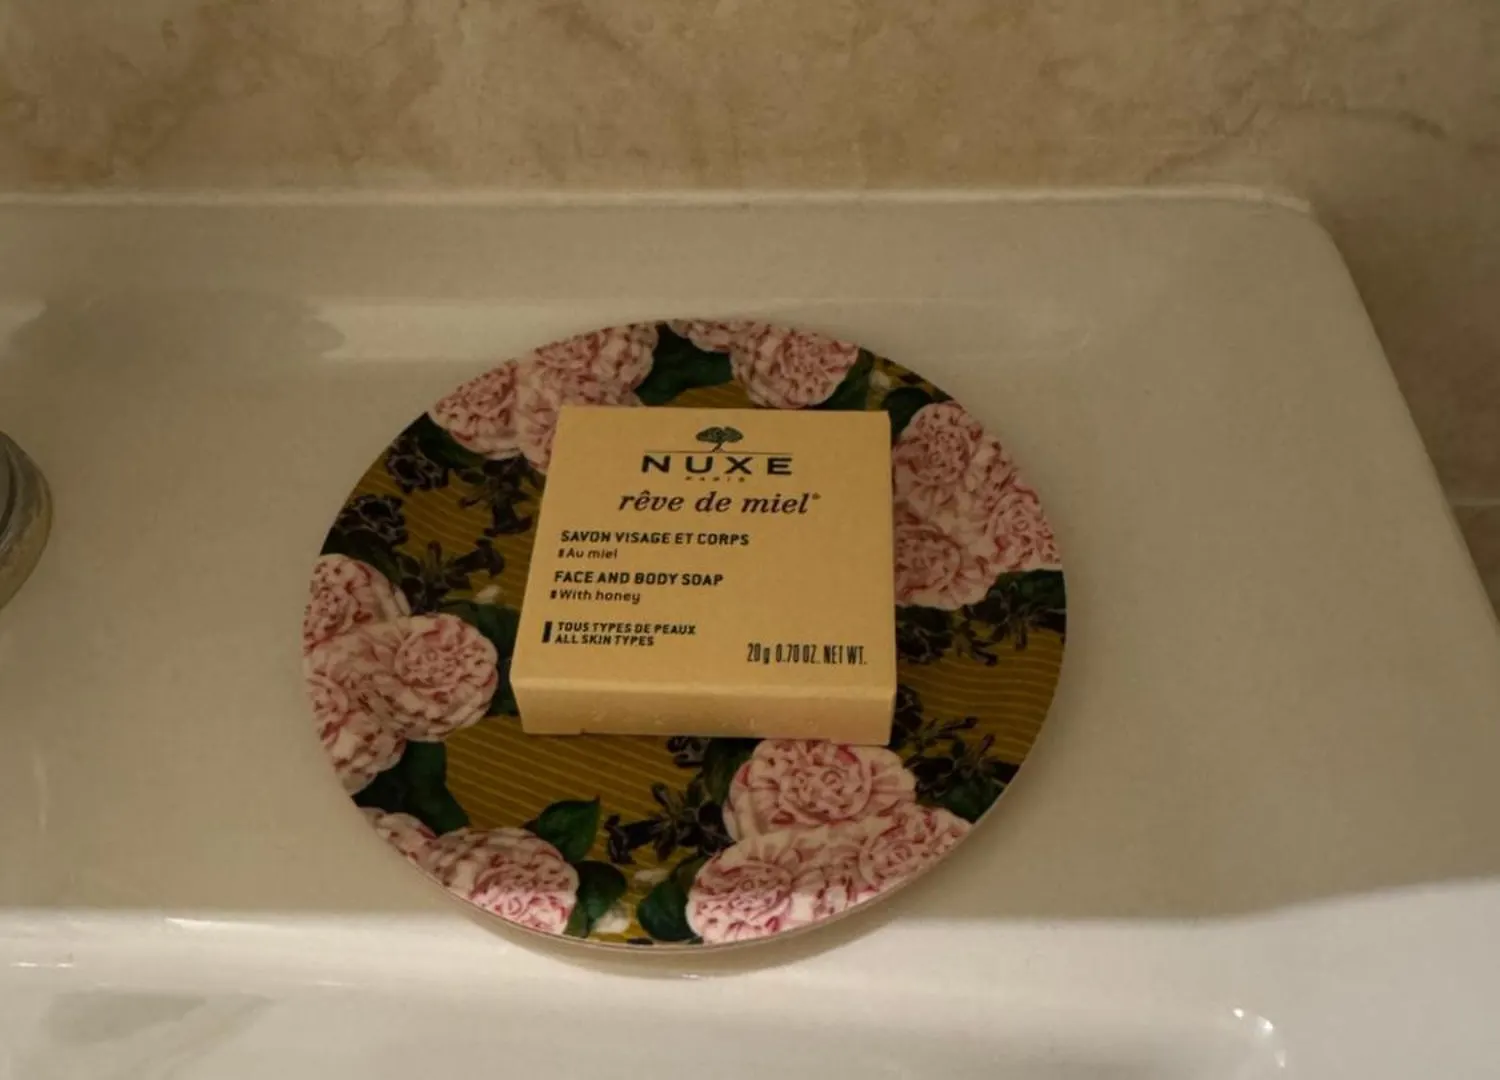 NUXE
PARIS
rêve de miel®
SAVON VISAGE ET CORPS
Au miel
FACE AND BODY SOAP
With honey
TOUS TYPES DE PEAUX
ALL SKIN TYPES
20 g 0.70 OZ. NET WT.